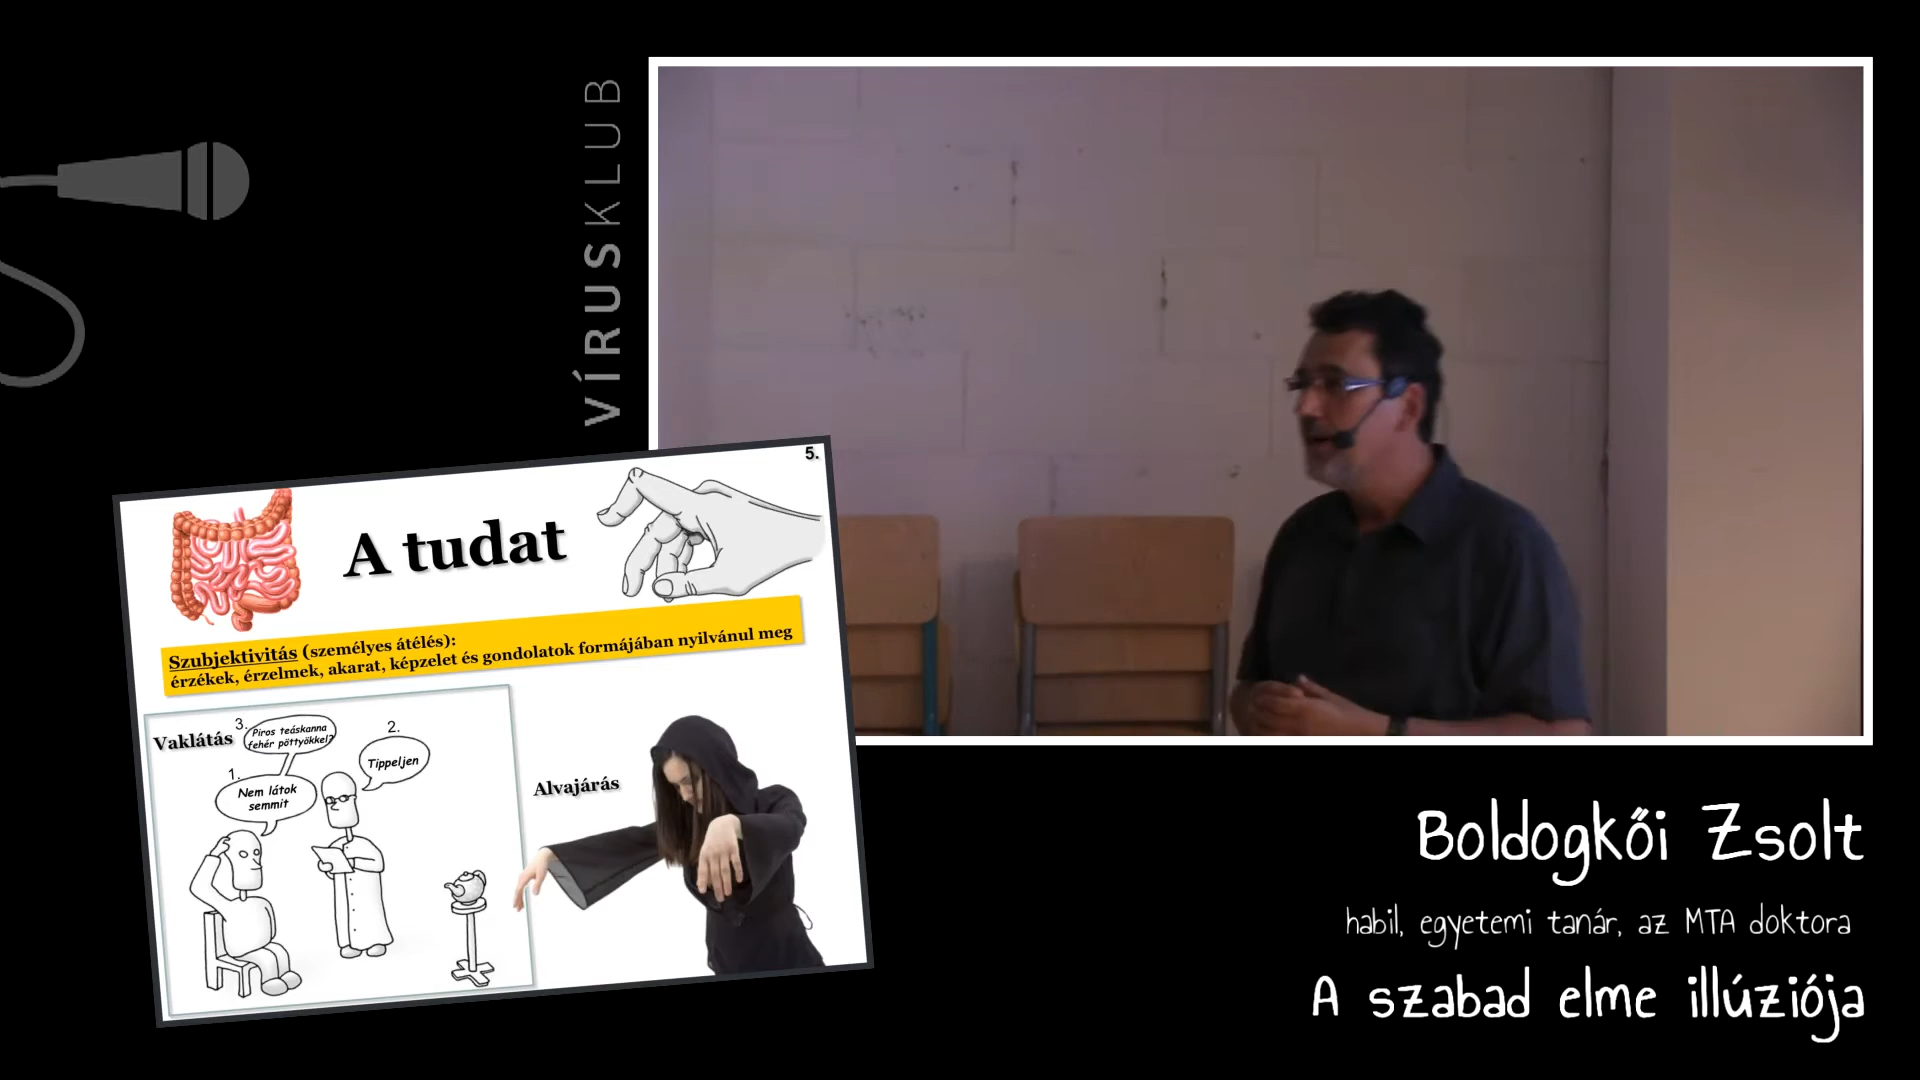 VÍRUSKLUB
5.
A tudat
Szubjektivitás (személyes átélés):
érzékek, érzelmek, akarat, képzelet és gondolatok formájában nyilvánul meg
Vaklátás
3.
Piros teáskanna
fehér pöttyökkel?
2.
Tippeljen
1.
Nem látok
semmit
Alvajárás
Boldogkői Zsolt
habil, egyetemi tanár, az MTA doktora
A szabad elme illúziója